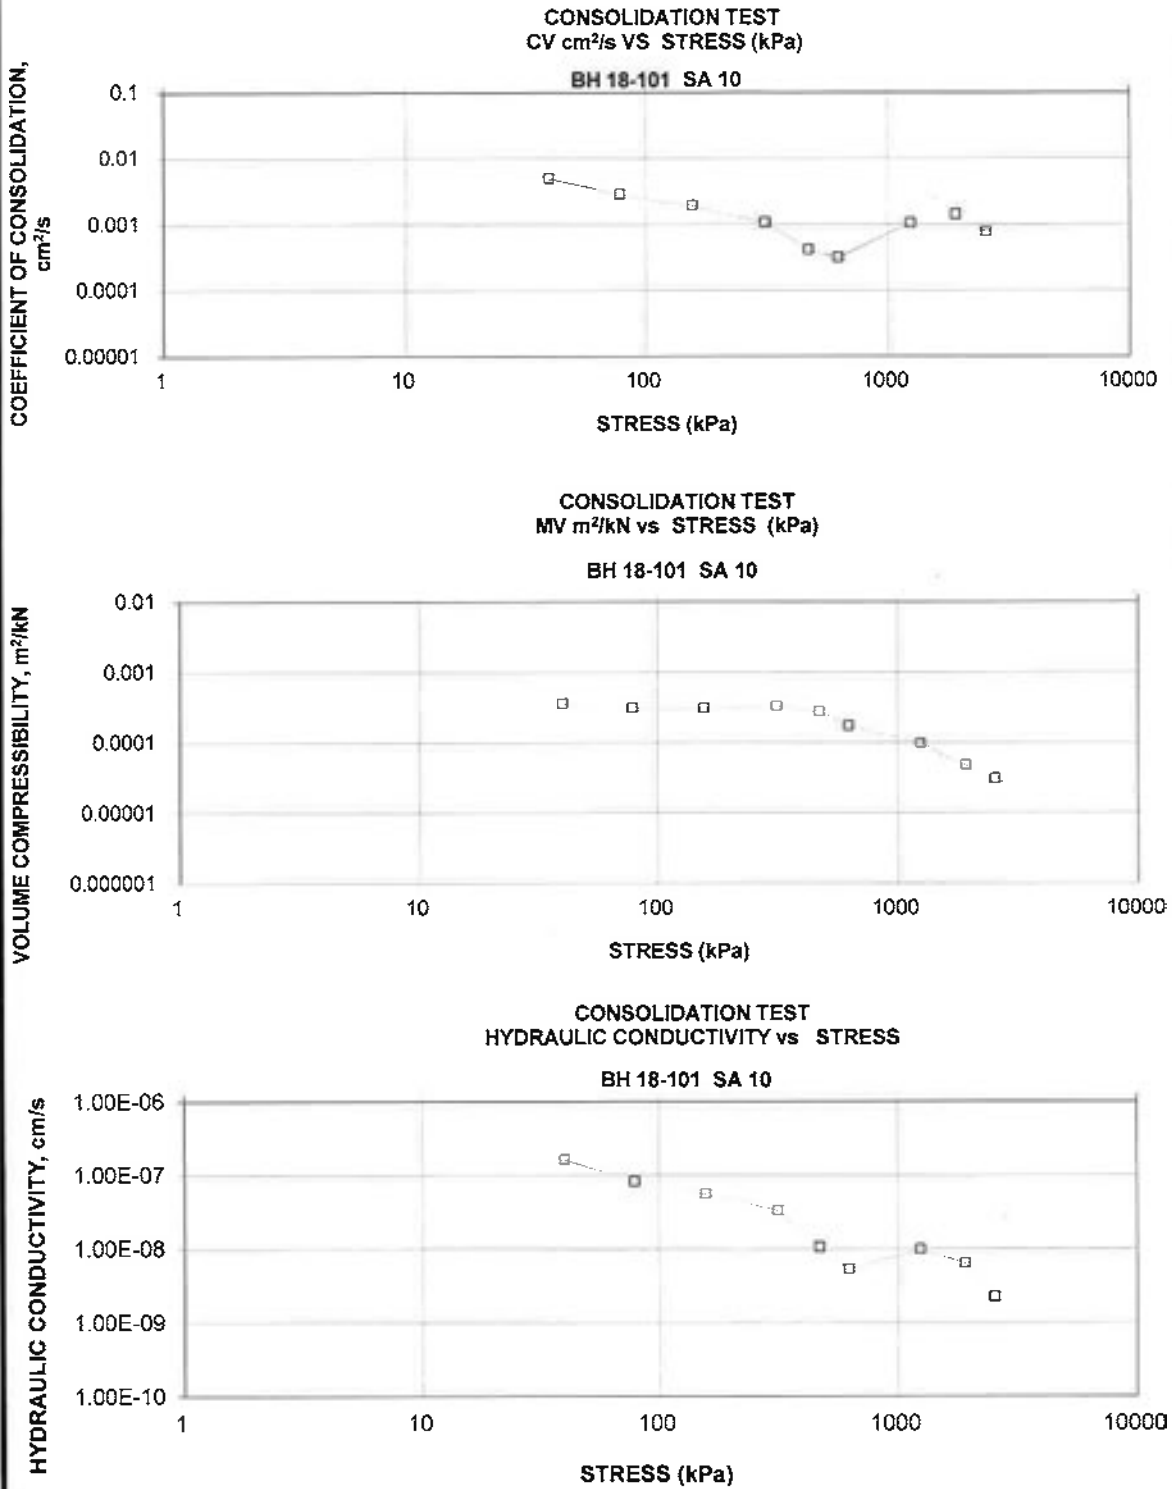 CONSOLIDATION TEST
CV cm²/s VS STRESS (kPa)
BH 18-101 SA 10
COEFFICIENT OF CONSOLIDATION,
cm²/s
0.1
0.01
0.001
0.0001
0.00001
1 10 100 1000 10000
STRESS (kPa)
CONSOLIDATION TEST
MV m²/kN vs STRESS (kPa)
BH 18-101 SA 10
VOLUME COMPRESSIBILITY, m²/kN
0.01
0.001
0.0001
0.00001
0.000001
1 10 100 1000 10000
STRESS (kPa)
CONSOLIDATION TEST
HYDRAULIC CONDUCTIVITY vs STRESS
BH 18-101 SA 10
HYDRAULIC CONDUCTIVITY, cm/s
1.00E-06
1.00E-07
1.00E-08
1.00E-09
1.00E-10
1 10 100 1000 10000
STRESS (kPa)